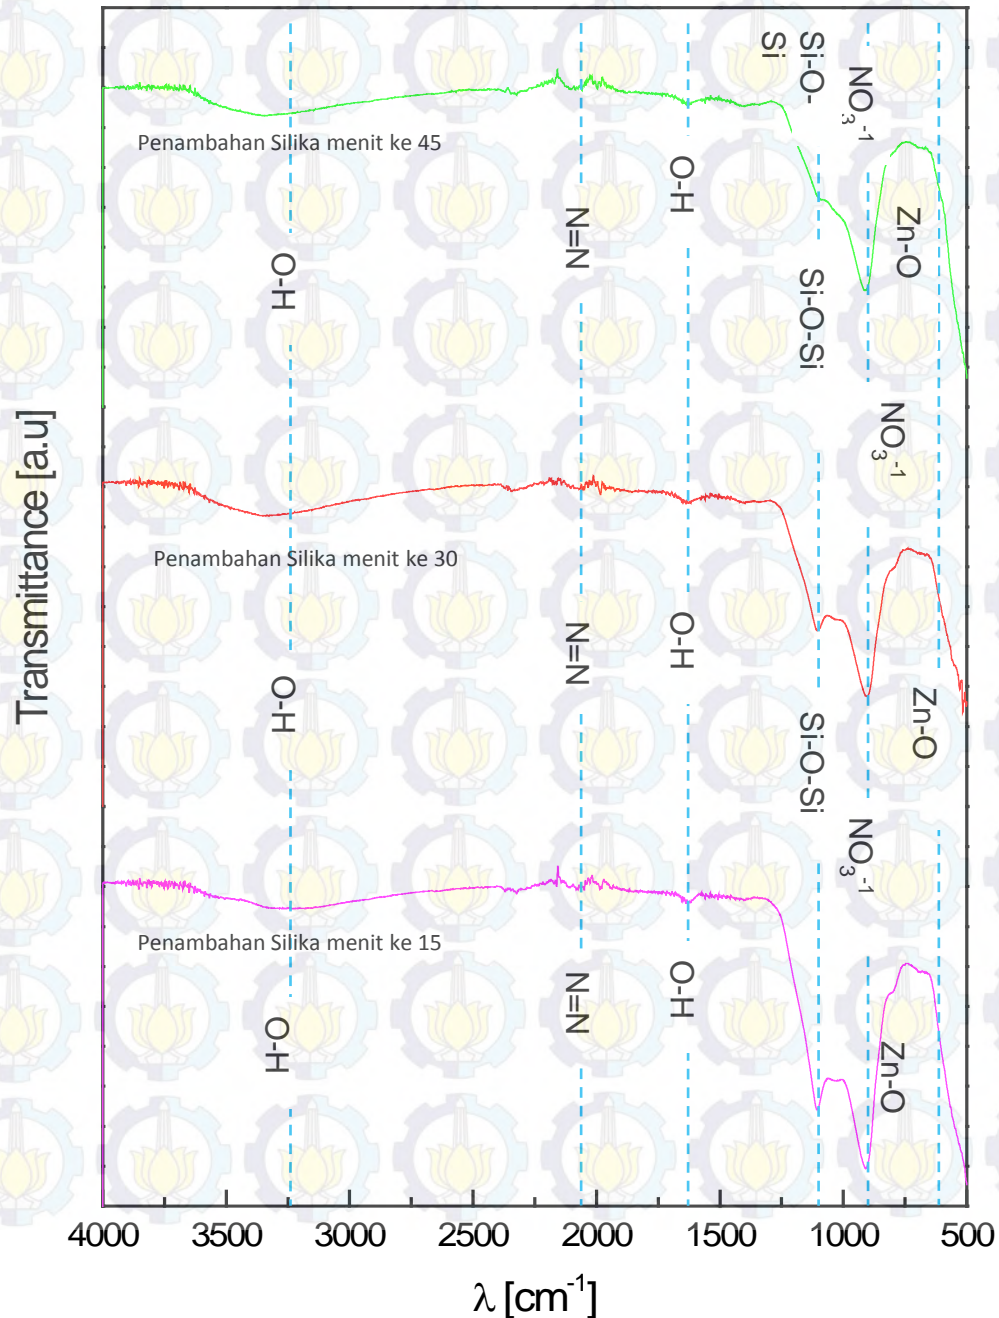 Si-O-
Si
NO3-1
Penambahan Silika menit ke 45
O-H
Zn-O
N=N
O-H
Si-O-Si
NO3-1
Penambahan Silika menit ke 30
O-H
N=N
O-H
Zn-O
Si-O-Si
NO3-1
Penambahan Silika menit ke 15
O-H
N=N
O-H
Zn-O
Transmittance [a.u]
4000 3500 3000 2500 2000 1500 1000 500
λ [cm-1]